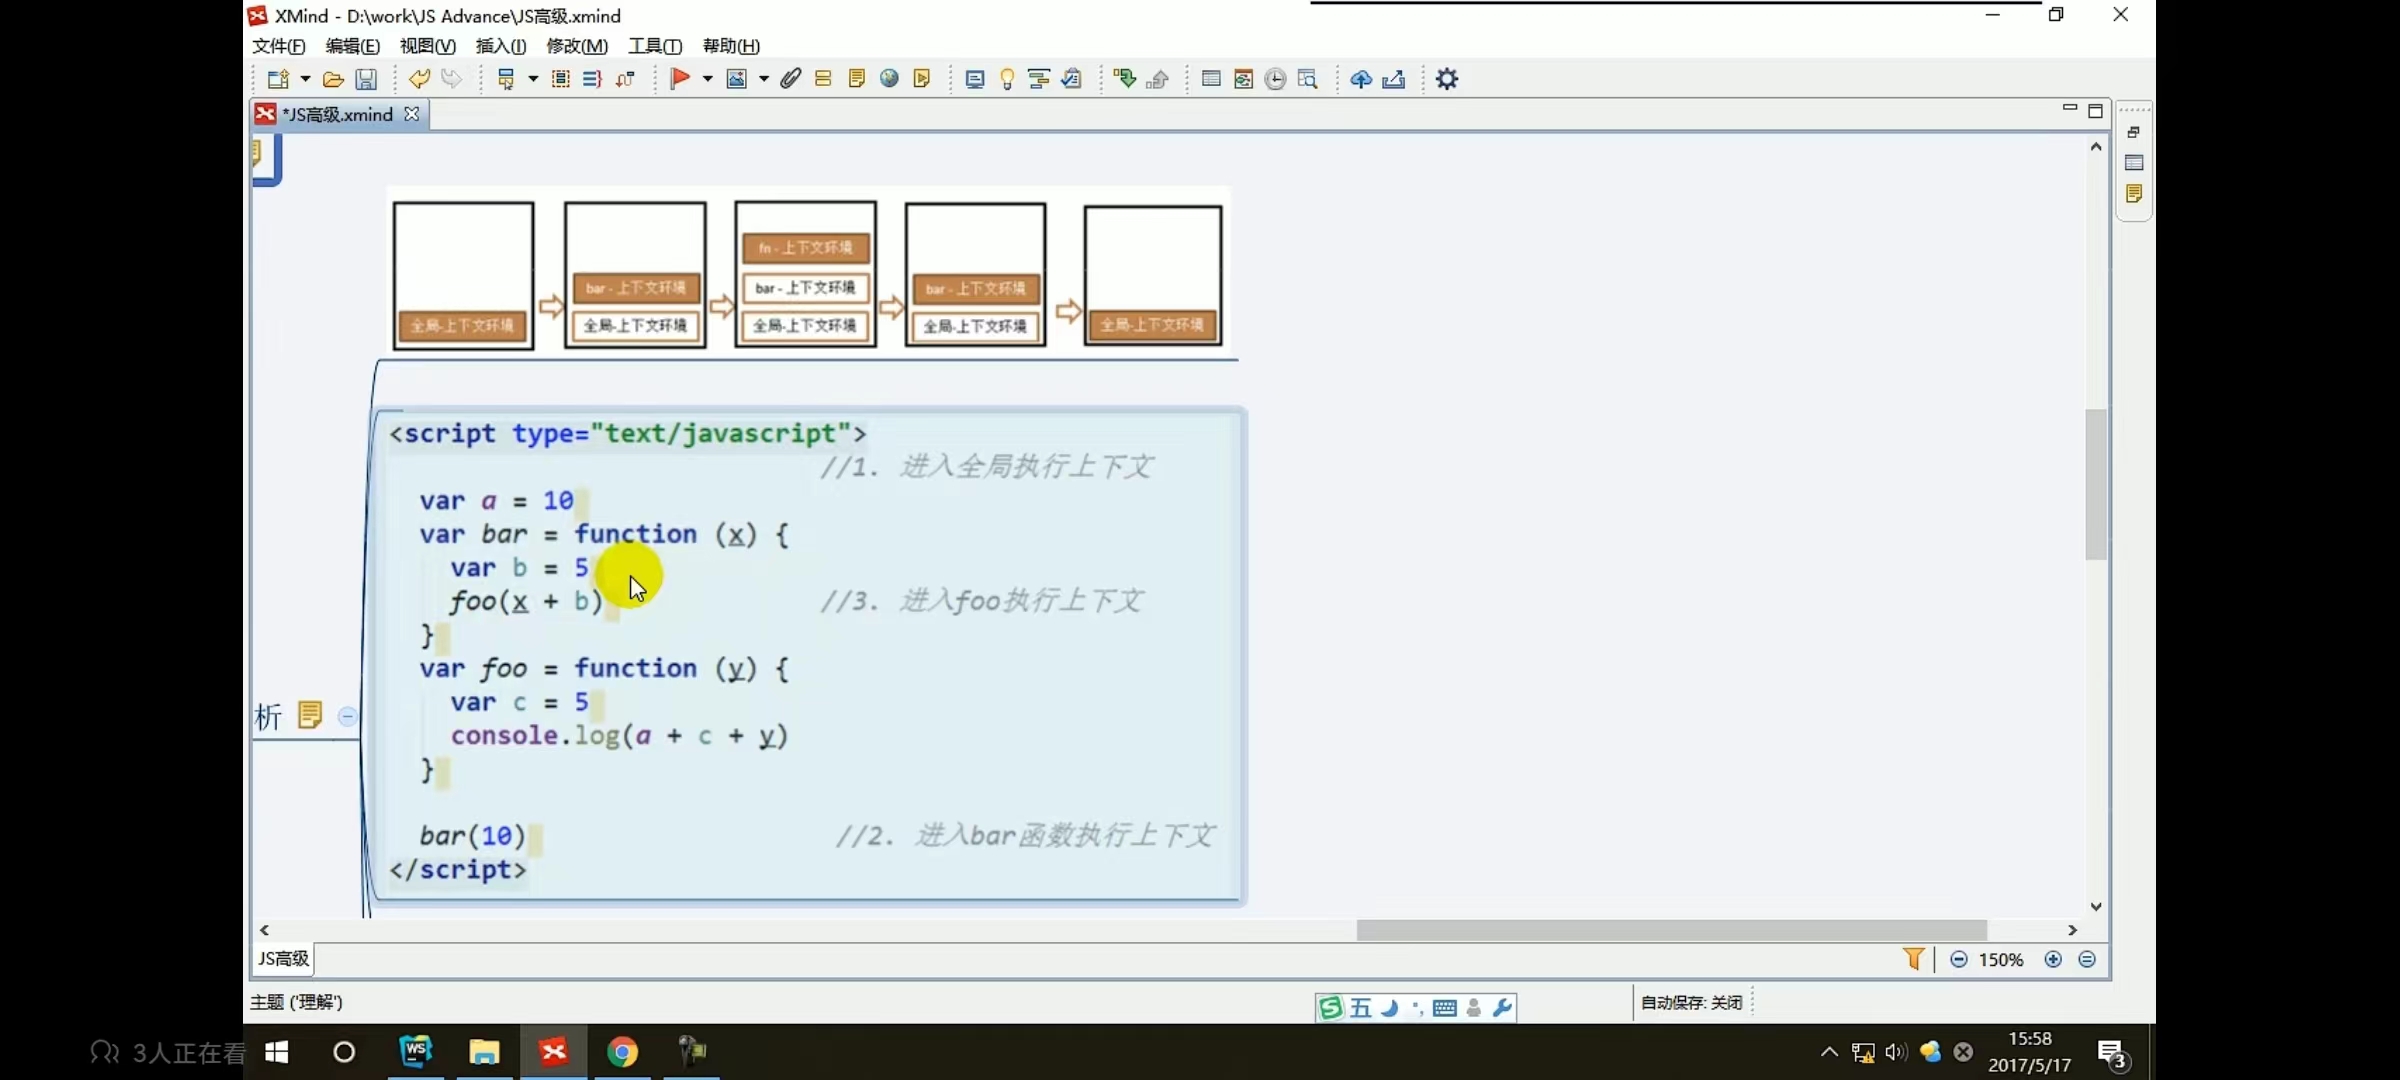 XMind - D:\work\JS Advance\JS高级.xmind
文件(F) 编辑(E) 视图(V) 插入(I) 修改(M) 工具(T) 帮助(H)
*JS高级.xmind
fn - 上下文环境
bar - 上下文环境 bar - 上下文环境 bar - 上下文环境
全局-上下文环境 全局-上下文环境 全局-上下文环境 全局-上下文环境 全局-上下文环境
<script type="text/javascript">
//1. 进入全局执行上下文
var a = 10
var bar = function (x) {
var b = 5
foo(x + b) //3. 进入foo执行上下文
}
var foo = function (y) {
var c = 5
析
console.log(a + c + y)
}
bar(10) //2. 进入bar函数执行上下文
</script>
JS高级
150%
主题 ('理解')
五
自动保存: 关闭
3人正在看
WS
15:58
2017/5/17
3